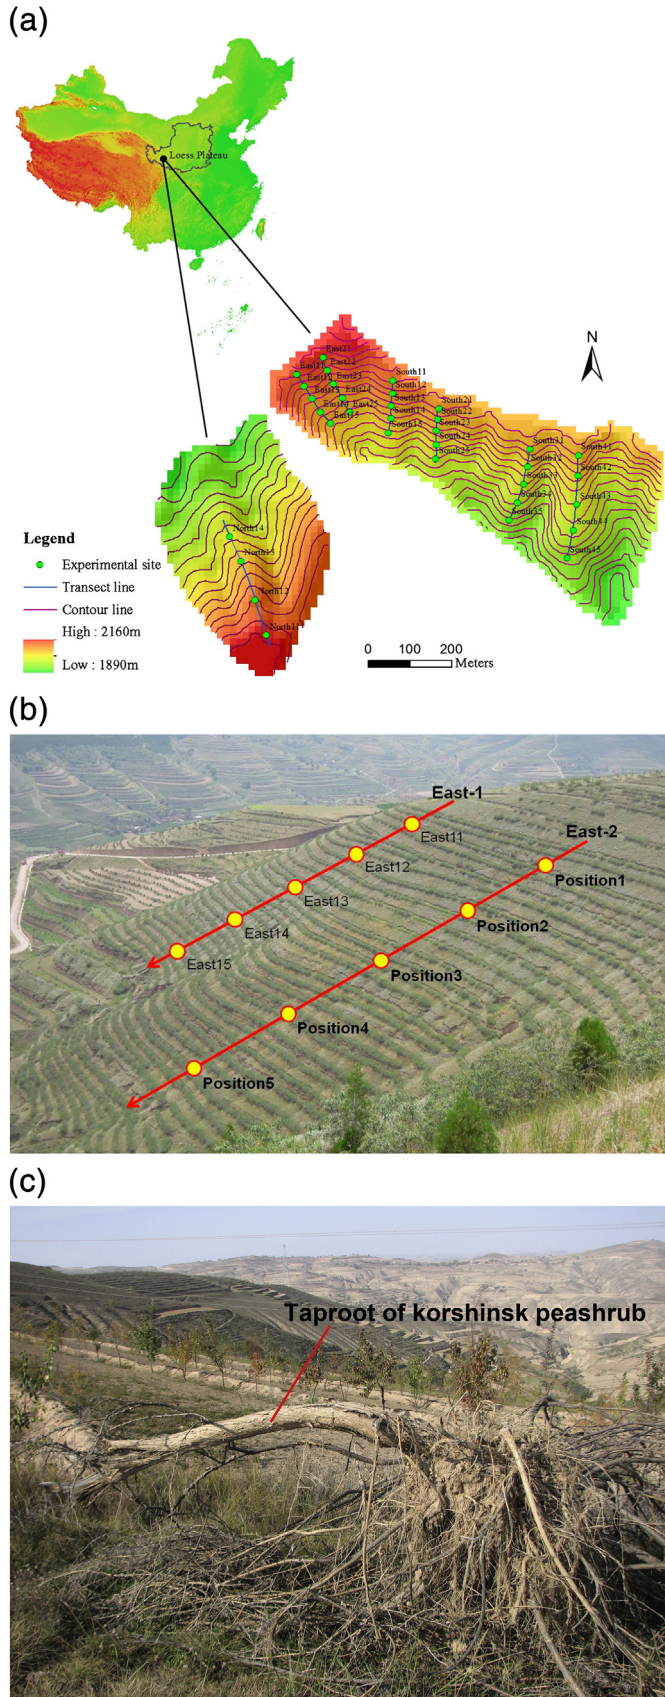 (a)
Loess Plateau
N
East21
East11
East22
East12
East23
East13
East24
East14
East25
East15
South11
South12
South13
South14
South15
South21
South22
South23
South24
South25
South31
South32
South33
South34
South35
South41
South42
South43
South44
South45
North14
North13
North12
North11
Legend
Experimental site
Transect line
Contour line
High : 2160m
Low : 1890m
0 100 200
Meters
(b)
East-1
East11
East-2
East12
Position1
East13
Position2
East14
Position3
East15
Position4
Position5
(c)
Taproot of korshinsk peashrub